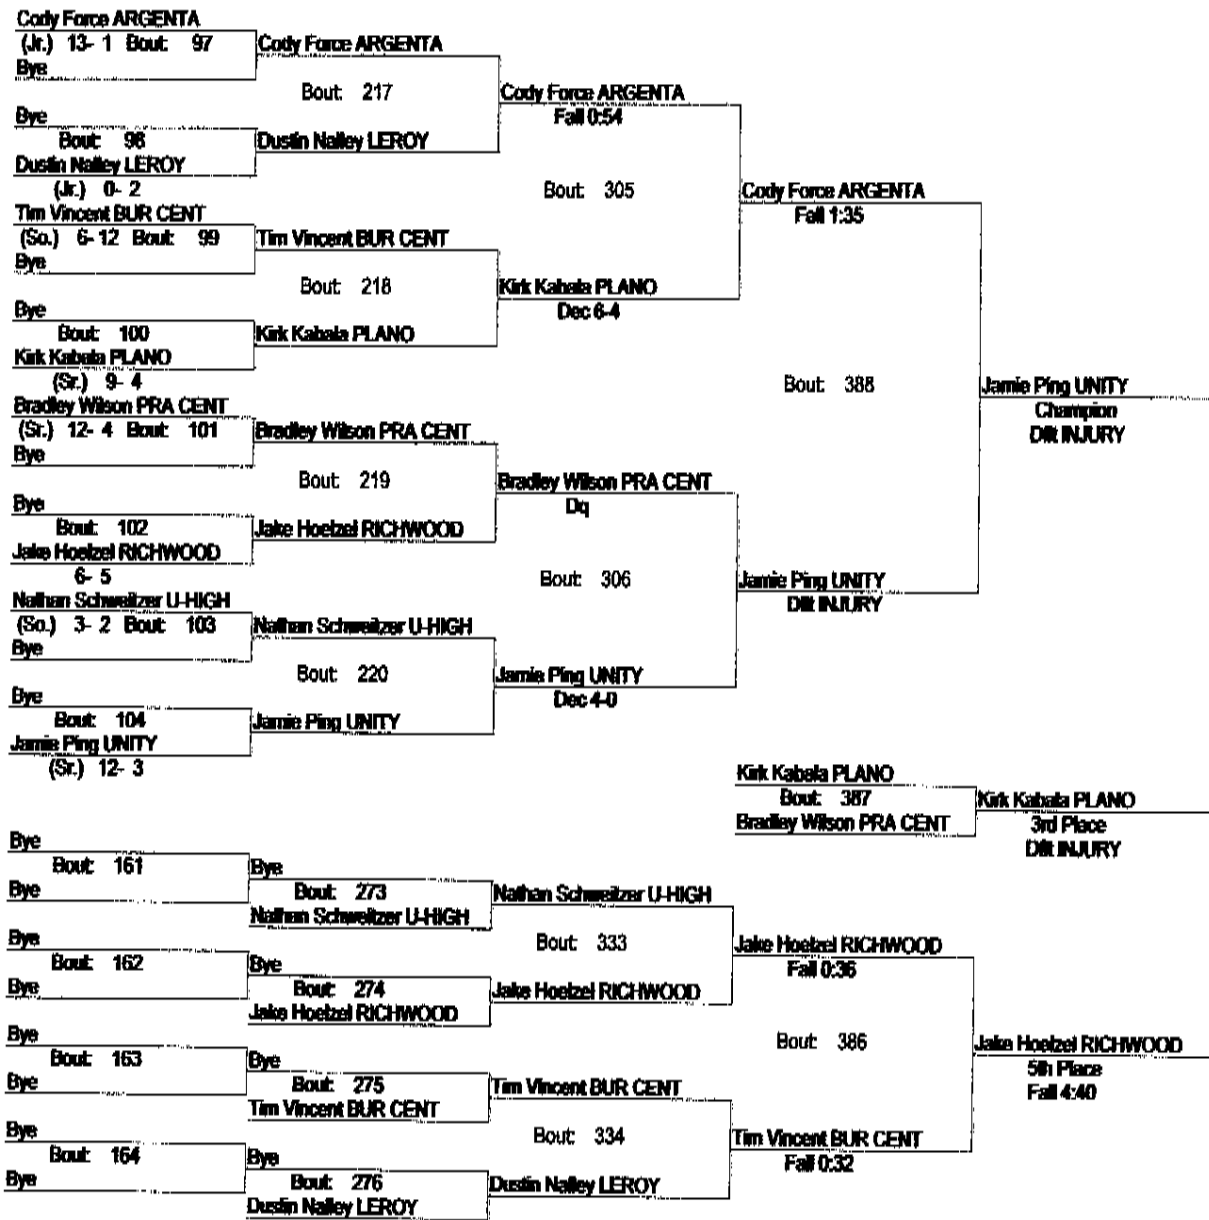 Cody Force ARGENTA
(Jr.) 13- 1 Bout: 97
Bye
Cody Force ARGENTA
Bout: 217
Bye
Bout: 98
Dustin Nalley LEROY
(Jr.) 0- 2
Dustin Nalley LEROY
Cody Force ARGENTA
Fall 0:54
Tim Vincent BUR CENT
(So.) 6- 12 Bout: 99
Bye
Tim Vincent BUR CENT
Bout: 218
Bye
Bout: 100
Kirk Kabala PLANO
(Sr.) 9- 4
Kirk Kabala PLANO
Kirk Kabala PLANO
Dec 6-4
Bout: 305
Cody Force ARGENTA
Fall 1:35
Bradley Wilson PRA CENT
(Sr.) 12- 4 Bout: 101
Bye
Bradley Wilson PRA CENT
Bout: 219
Bye
Bout: 102
Jake Hoelzel RICHWOOD
6- 5
Jake Hoelzel RICHWOOD
Bradley Wilson PRA CENT
Dq
Nathan Schweitzer U-HIGH
(So.) 3- 2 Bout: 103
Bye
Nathan Schweitzer U-HIGH
Bout: 220
Bye
Bout: 104
Jamie Ping UNITY
(Sr.) 12- 3
Jamie Ping UNITY
Jamie Ping UNITY
Dec 4-0
Bout: 306
Jamie Ping UNITY
Dflt INJURY
Bout: 388
Jamie Ping UNITY
Champion
Dflt INJURY
Kirk Kabala PLANO
Bout: 387
Bradley Wilson PRA CENT
Kirk Kabala PLANO
3rd Place
Dflt INJURY
Bye
Bout: 161
Bye
Bye
Bout: 273
Nathan Schweitzer U-HIGH
Nathan Schweitzer U-HIGH
Bout: 333
Bye
Bout: 162
Bye
Bye
Bout: 274
Jake Hoelzel RICHWOOD
Jake Hoelzel RICHWOOD
Jake Hoelzel RICHWOOD
Fall 0:36
Bye
Bout: 163
Bye
Bye
Bout: 275
Tim Vincent BUR CENT
Tim Vincent BUR CENT
Bout: 334
Bye
Bout: 164
Bye
Bye
Bout: 276
Dustin Nalley LEROY
Dustin Nalley LEROY
Tim Vincent BUR CENT
Fall 0:32
Bout: 386
Jake Hoelzel RICHWOOD
5th Place
Fall 4:40